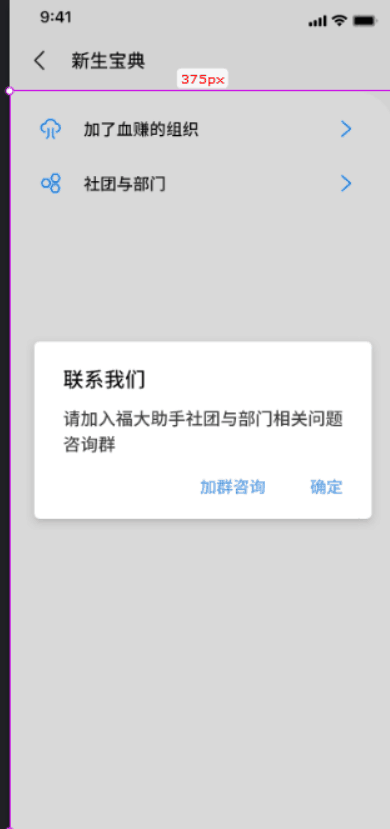 9:41
新生宝典
375px
加了血赚的组织
社团与部门
联系我们
请加入福大助手社团与部门相关问题
咨询群
加群咨询 确定